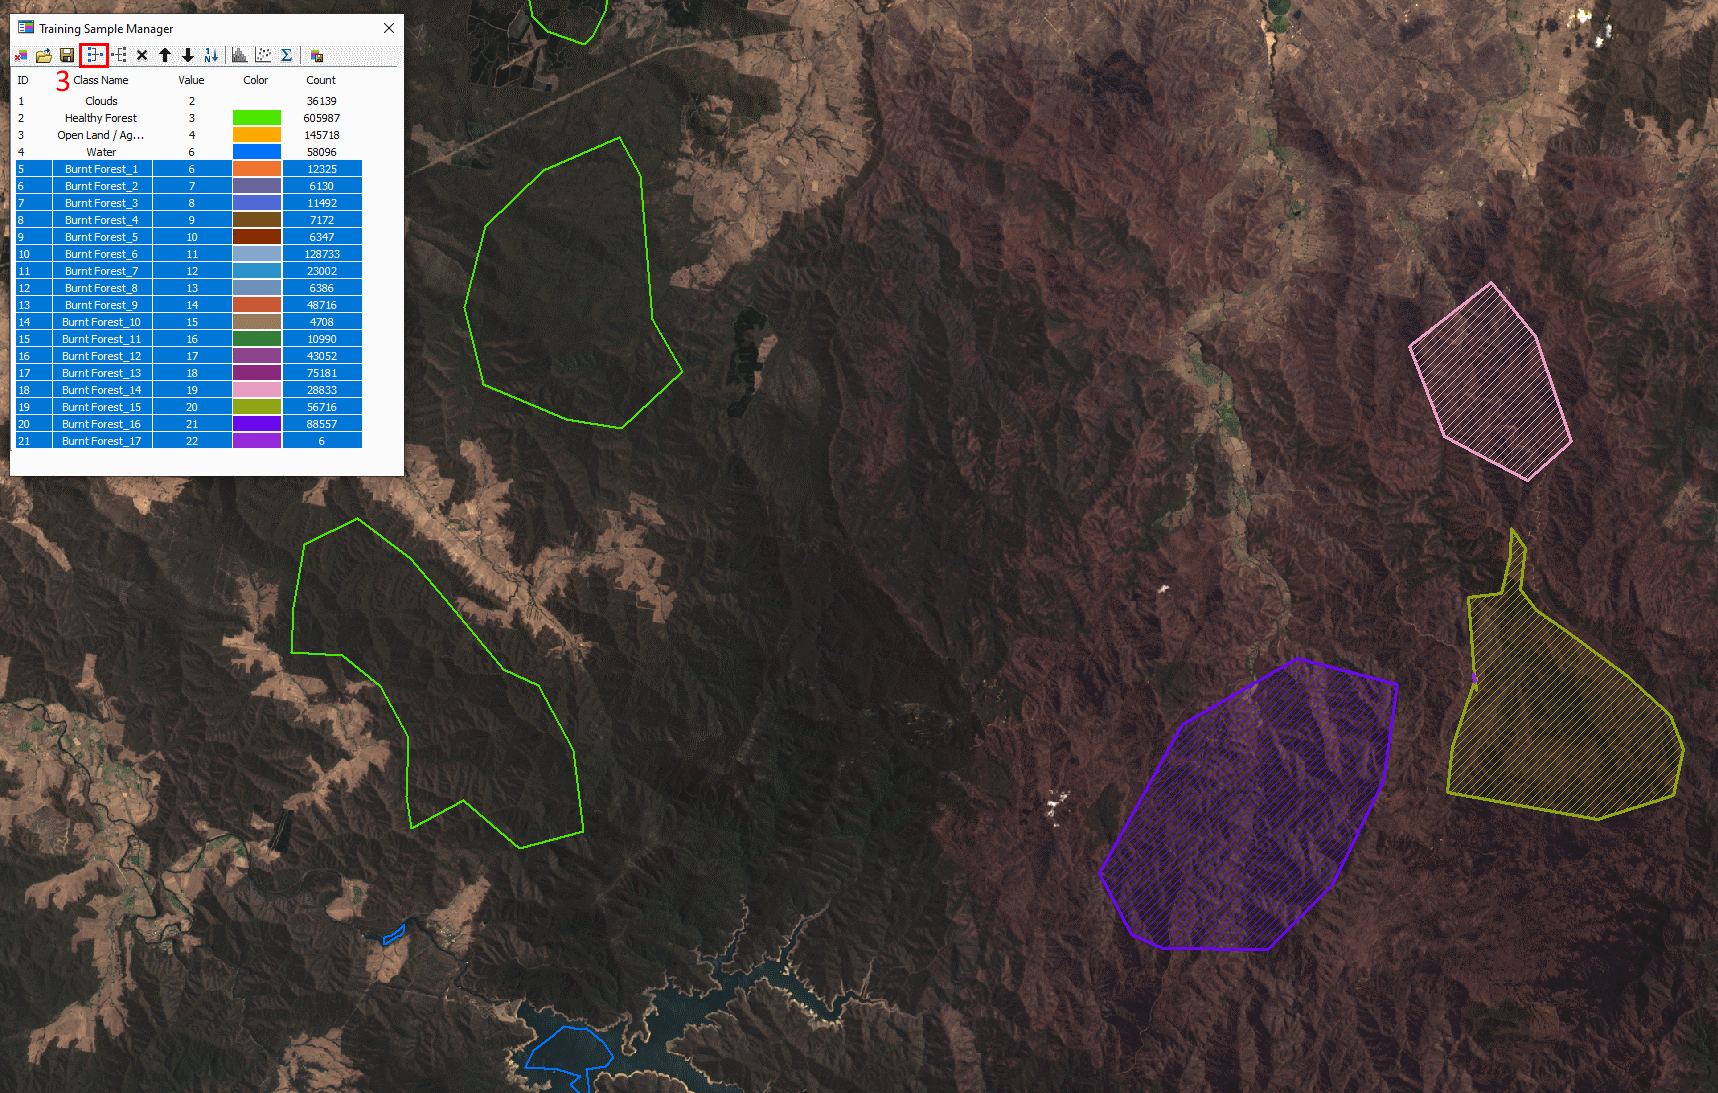 Training Sample Manager
3
ID Class Name Value Color Count
1 Clouds 2 36139
2 Healthy Forest 3 605987
3 Open Land / Ag... 4 145718
4 Water 6 58096
5 Burnt Forest_1 6 12325
6 Burnt Forest_2 7 6130
7 Burnt Forest_3 8 11492
8 Burnt Forest_4 9 7172
9 Burnt Forest_5 10 6347
10 Burnt Forest_6 11 128733
11 Burnt Forest_7 12 23002
12 Burnt Forest_8 13 6386
13 Burnt Forest_9 14 48716
14 Burnt Forest_10 15 4708
15 Burnt Forest_11 16 10990
16 Burnt Forest_12 17 43052
17 Burnt Forest_13 18 75181
18 Burnt Forest_14 19 28833
19 Burnt Forest_15 20 56716
20 Burnt Forest_16 21 88557
21 Burnt Forest_17 22 6